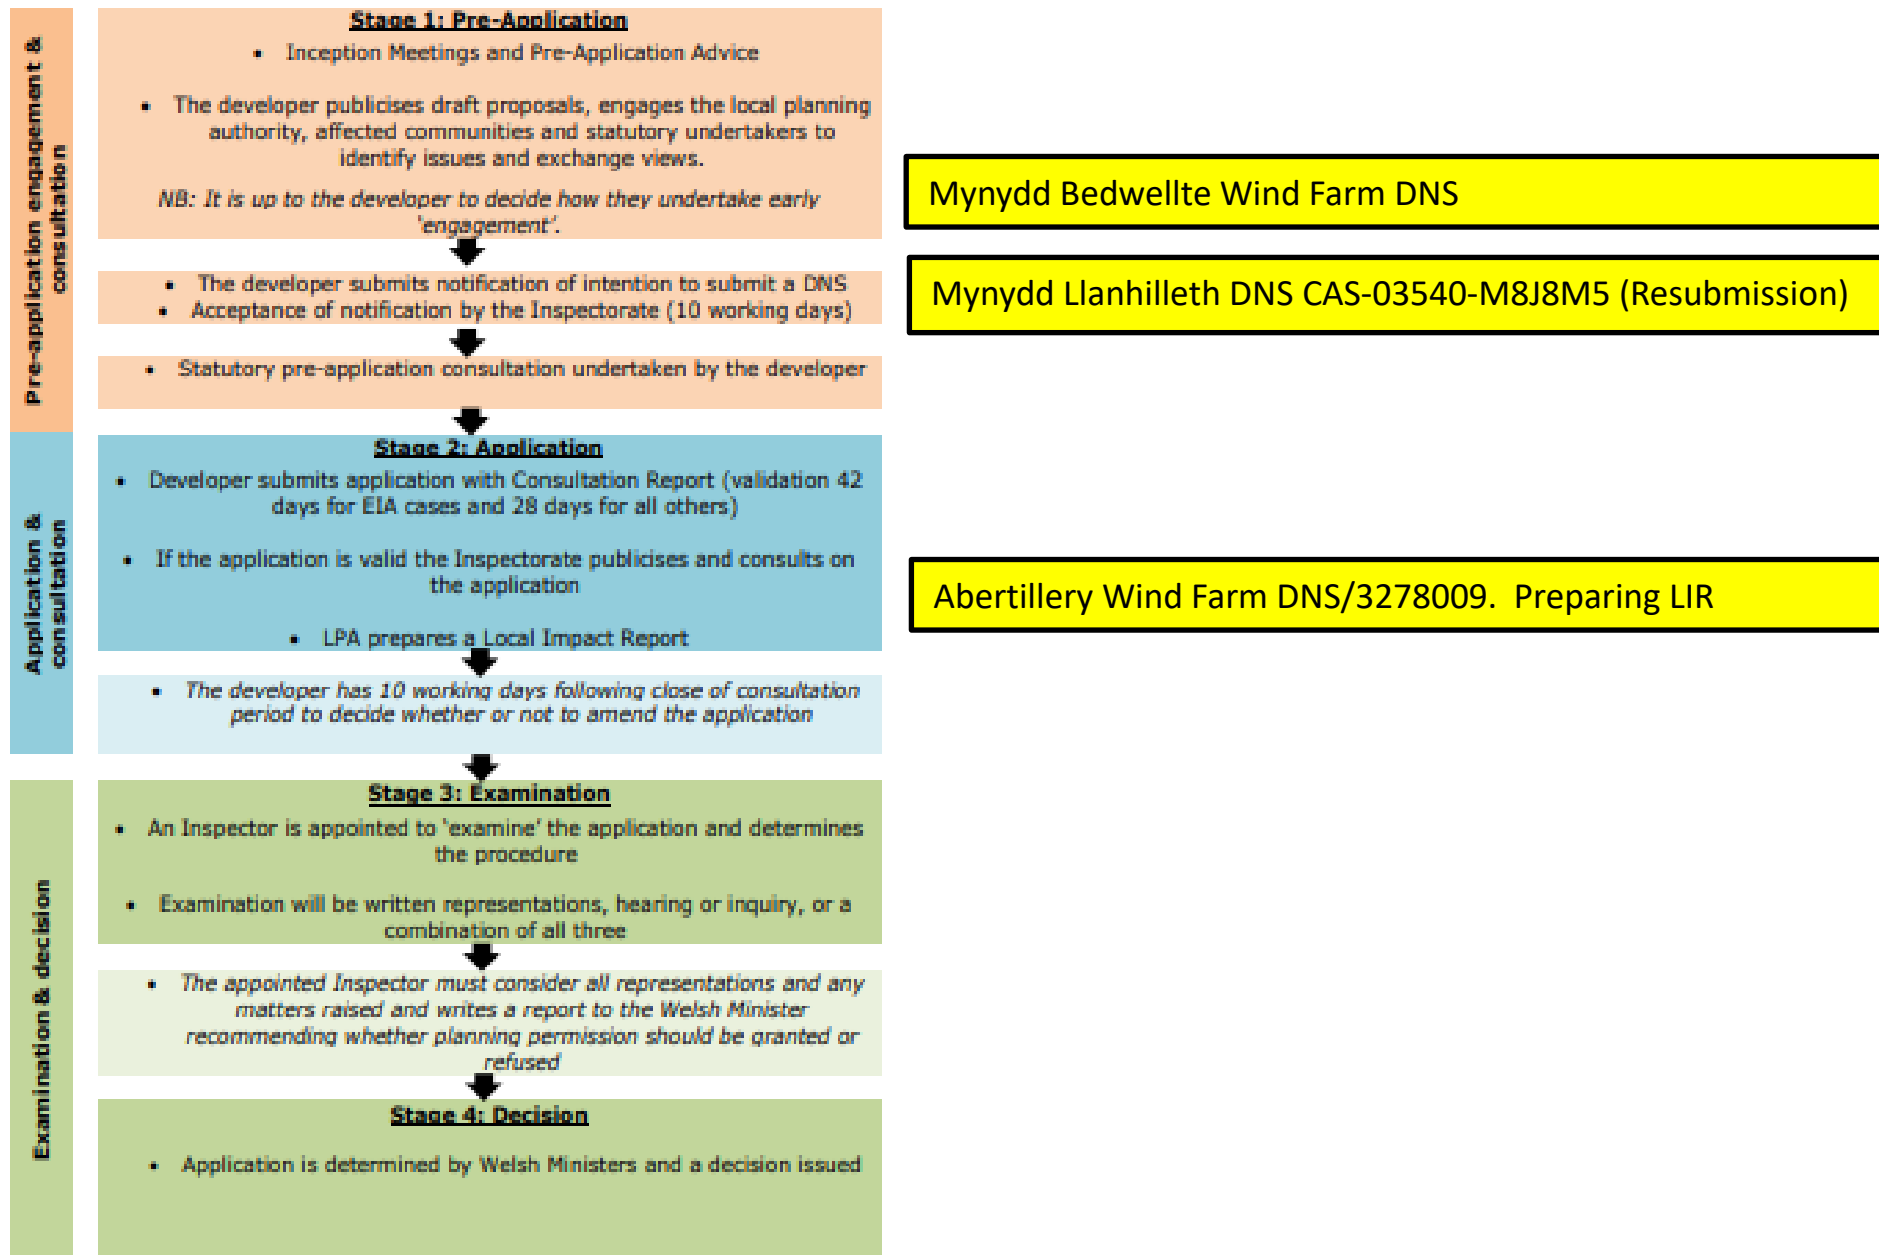 Pre-application engagement &
consultation
Stage 1: Pre-Application
• Inception Meetings and Pre-Application Advice
• The developer publicises draft proposals, engages the local planning
authority, affected communities and statutory undertakers to
identify issues and exchange views.
NB: It is up to the developer to decide how they undertake early
'engagement'.
Mynydd Bedwellte Wind Farm DNS
• The developer submits notification of intention to submit a DNS
• Acceptance of notification by the Inspectorate (10 working days)
Mynydd Llanhilleth DNS CAS-03540-M8J8M5 (Resubmission)
• Statutory pre-application consultation undertaken by the developer
Application &
consultation
Stage 2: Application
• Developer submits application with Consultation Report (validation 42
days for EIA cases and 28 days for all others)
• If the application is valid the Inspectorate publicises and consults on
the application
• LPA prepares a Local Impact Report
Abertillery Wind Farm DNS/3278009.  Preparing LIR
• The developer has 10 working days following close of consultation
period to decide whether or not to amend the application
Examination & decision
Stage 3: Examination
• An Inspector is appointed to 'examine' the application and determines
the procedure
• Examination will be written representations, hearing or inquiry, or a
combination of all three
• The appointed Inspector must consider all representations and any
matters raised and writes a report to the Welsh Minister
recommending whether planning permission should be granted or
refused
Stage 4: Decision
• Application is determined by Welsh Ministers and a decision issued